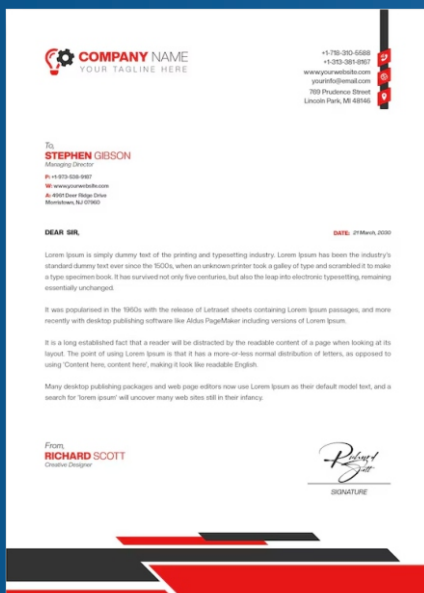 COMPANY NAME
YOUR TAGLINE HERE
+1-718-310-5588
+1-313-381-8167
www.yourwebsite.com
yourinfo@email.com
769 Prudence Street
Lincoln Park, MI 48146
To,
STEPHEN GIBSON
Managing Director
P: +1-973-538-9187
W: www.yourwebsite.com
A: 4961 Deer Ridge Drive
Morristown, NJ 07960
DEAR SIR,
DATE: 21 March, 2030
Lorem Ipsum is simply dummy text of the printing and typesetting industry. Lorem Ipsum has been the industry's
standard dummy text ever since the 1500s, when an unknown printer took a galley of type and scrambled it to make
a type specimen book. It has survived not only five centuries, but also the leap into electronic typesetting, remaining
essentially unchanged.
It was popularised in the 1960s with the release of Letraset sheets containing Lorem Ipsum passages, and more
recently with desktop publishing software like Aldus PageMaker including versions of Lorem Ipsum.
It is a long established fact that a reader will be distracted by the readable content of a page when looking at its
layout. The point of using Lorem Ipsum is that it has a more-or-less normal distribution of letters, as opposed to
using 'Content here, content here', making it look like readable English.
Many desktop publishing packages and web page editors now use Lorem Ipsum as their default model text, and a
search for 'lorem ipsum' will uncover many web sites still in their infancy.
From,
RICHARD SCOTT
Creative Designer
Richard
Scott
SIGNATURE